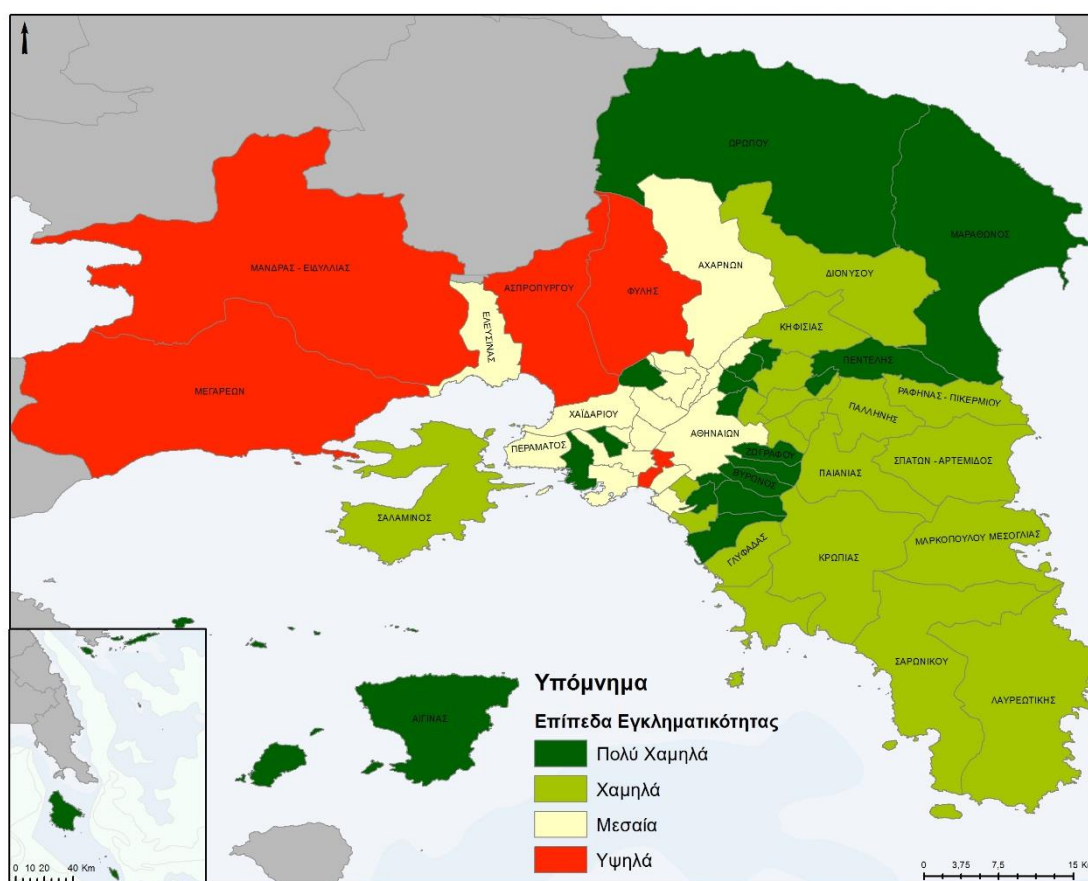 ΩΡΩΠΟΥ
ΜΑΡΑΘΩΝΟΣ
ΜΑΝΔΡΑΣ - ΕΙΔΥΛΛΙΑΣ
ΑΧΑΡΝΩΝ
ΔΙΟΝΥΣΟΥ
ΑΣΠΡΟΠΥΡΓΟΥ
ΦΥΛΗΣ
ΕΛΕΥΣΙΝΑΣ
ΚΗΦΙΣΙΑΣ
ΠΕΝΤΕΛΗΣ
ΜΕΓΑΡΕΩΝ
ΡΑΦΗΝΑΣ - ΠΙΚΕΡΜΙΟΥ
ΠΑΛΛΗΝΗΣ
ΧΑΪΔΑΡΙΟΥ
ΑΘΗΝΑΙΩΝ
ΠΕΡΑΜΑΤΟΣ
ΖΩΓΡΑΦΟΥ
ΣΠΑΤΩΝ - ΑΡΤΕΜΙΔΟΣ
ΒΥΡΩΝΟΣ
ΠΑΙΑΝΙΑΣ
ΣΑΛΑΜΙΝΟΣ
ΜΑΡΚΟΠΟΥΛΟΥ ΜΕΣΟΓΑΙΑΣ
ΓΛΥΦΑΔΑΣ
ΚΡΩΠΙΑΣ
ΣΑΡΩΝΙΚΟΥ
ΛΑΥΡΕΩΤΙΚΗΣ
ΑΙΓΙΝΑΣ
Υπόμνημα
Επίπεδα Εγκληματικότητας
Πολύ Χαμηλά
Χαμηλά
Μεσαία
Υψηλά
0 10 20 40 Km
0 3,75 7,5 15 Km